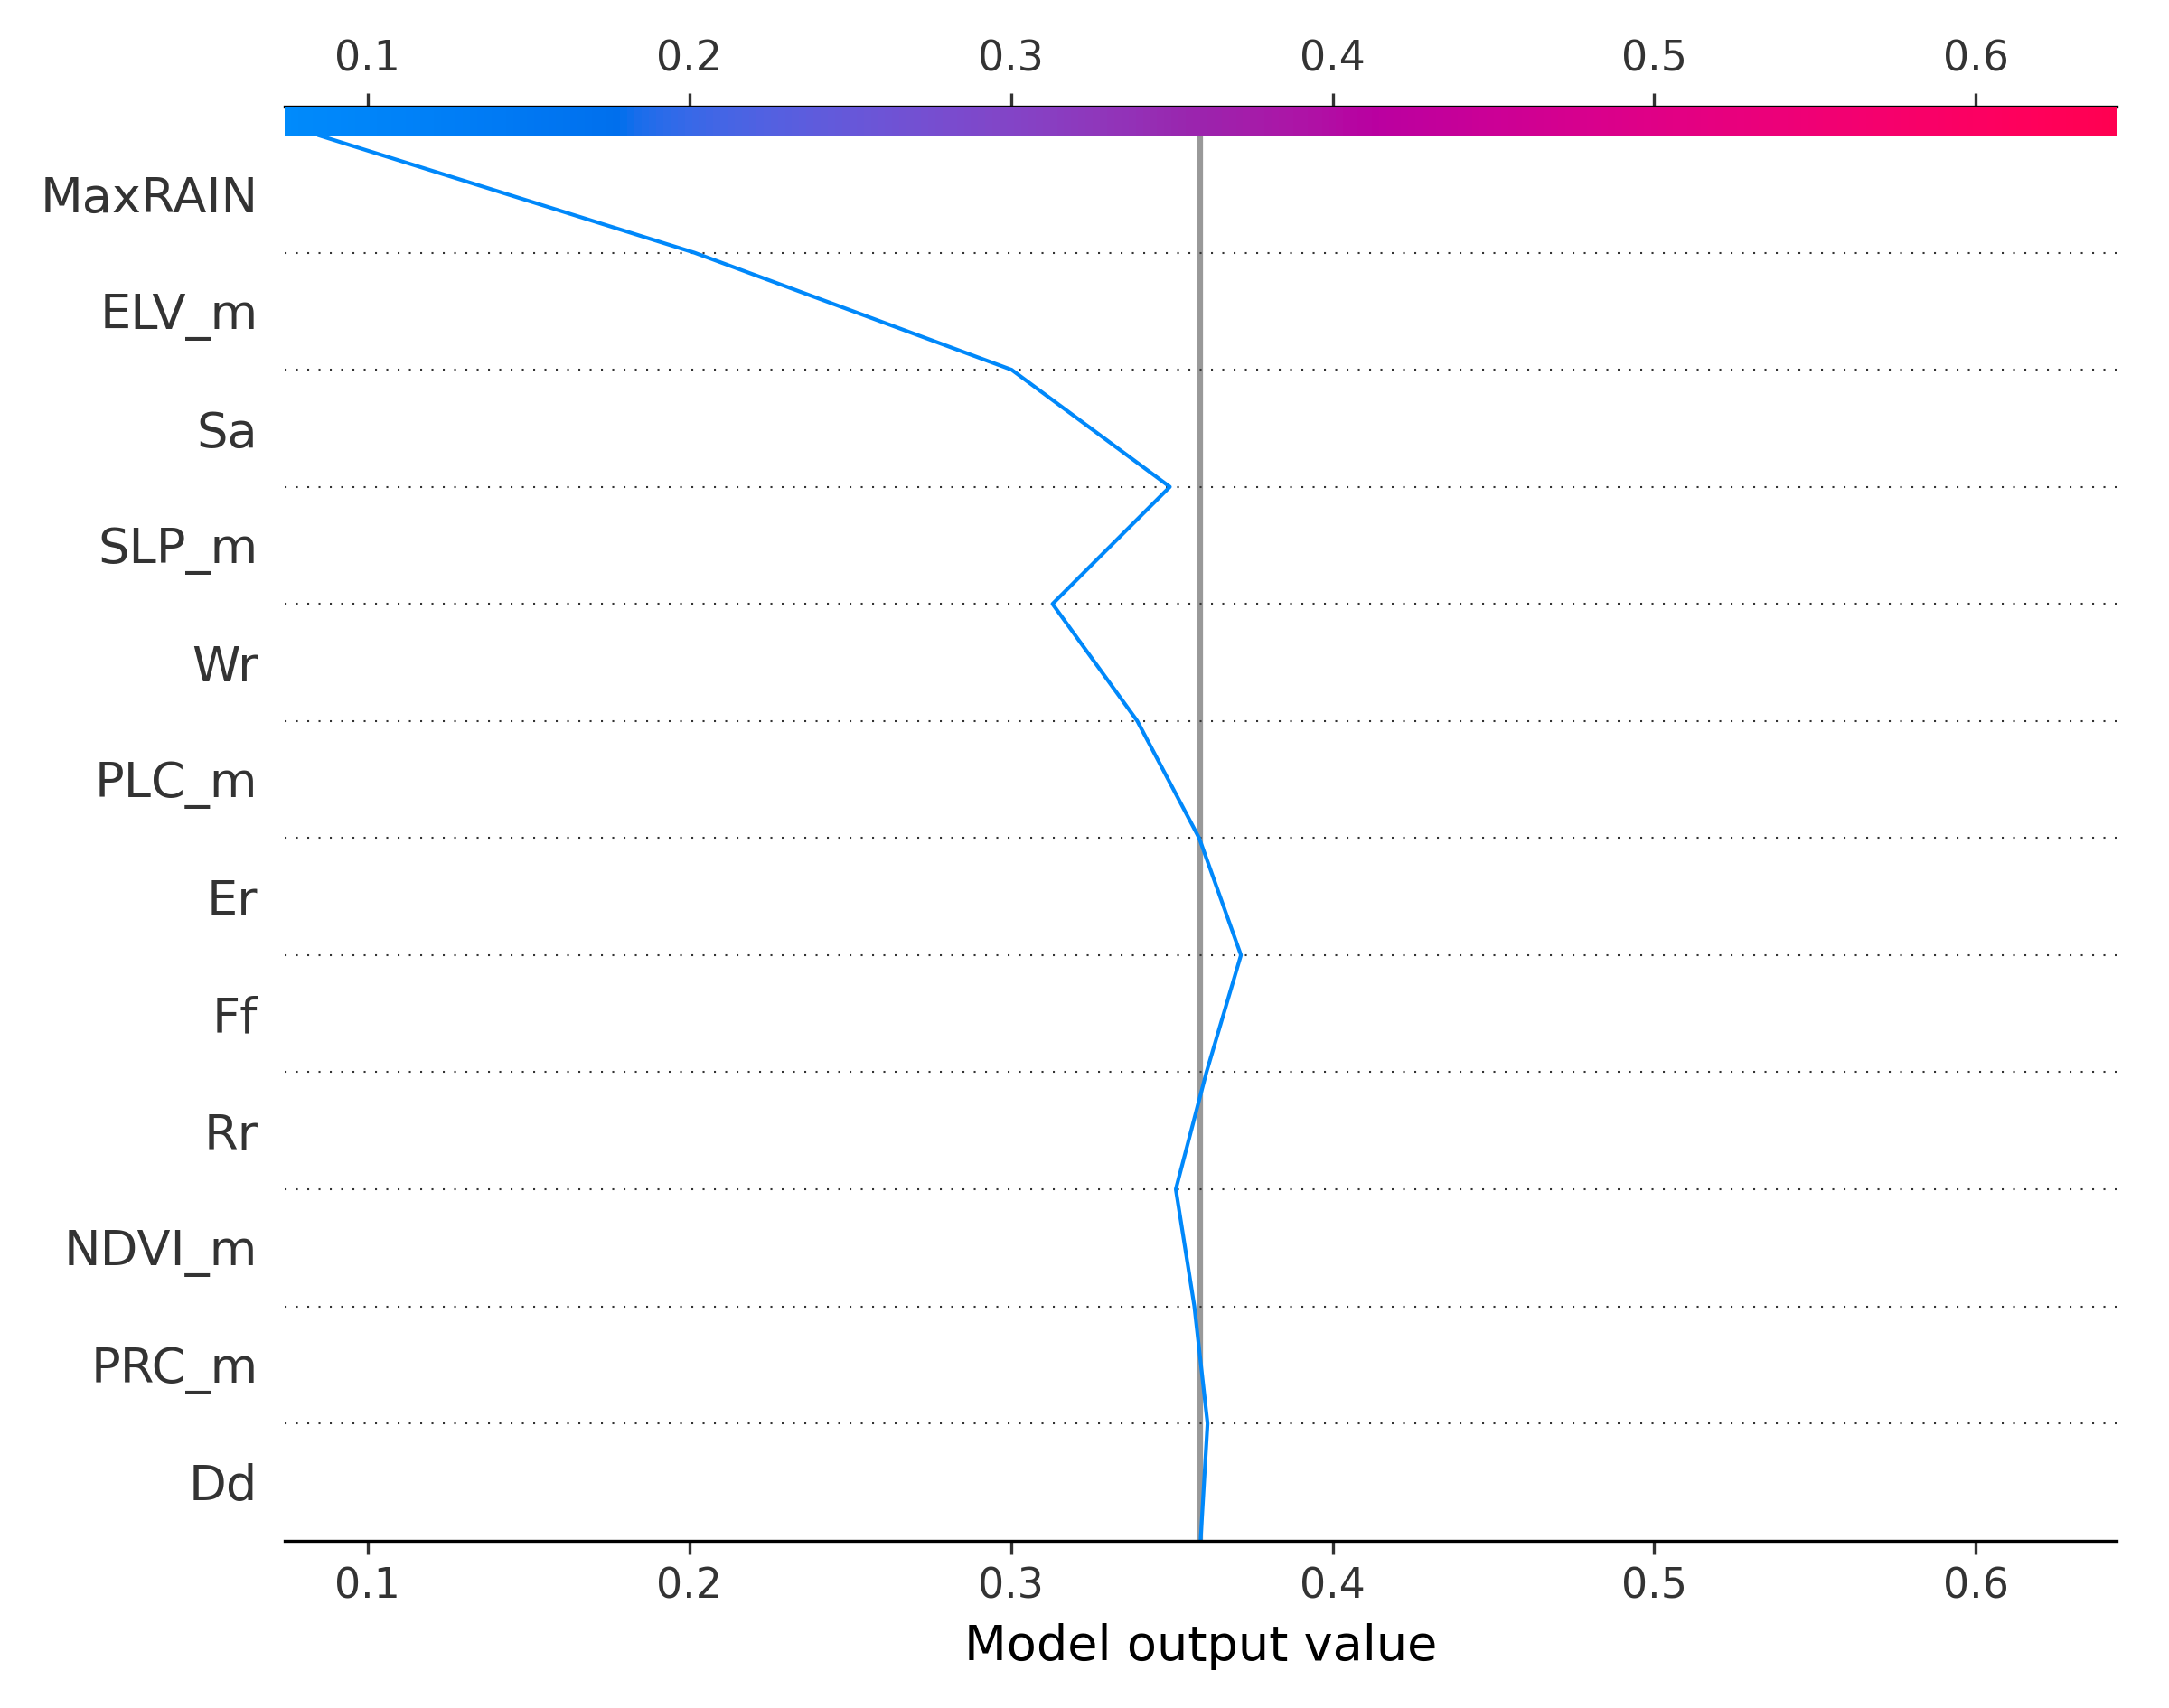 0.1 0.2 0.3 0.4 0.5 0.6
MaxRAIN
ELV_m
Sa
SLP_m
Wr
PLC_m
Er
Ff
Rr
NDVI_m
PRC_m
Dd
0.1 0.2 0.3 0.4 0.5 0.6
Model output value